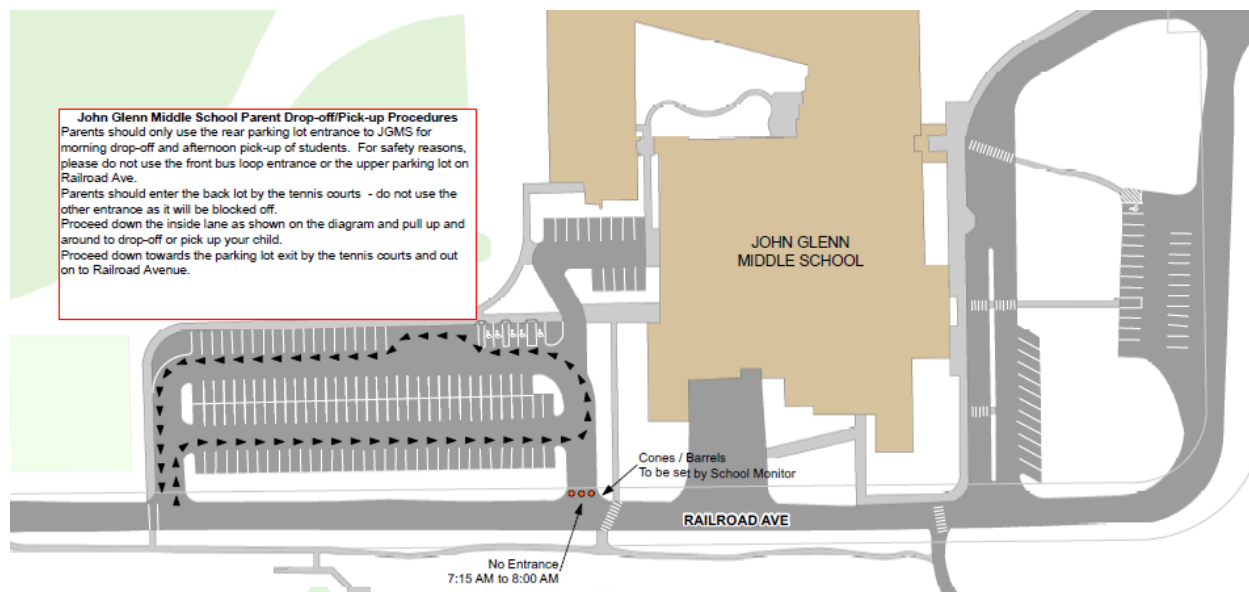 John Glenn Middle School Parent Drop-off/Pick-up Procedures
Parents should only use the rear parking lot entrance to JGMS for
morning drop-off and afternoon pick-up of students. For safety reasons,
please do not use the front bus loop entrance or the upper parking lot on
Railroad Ave.
Parents should enter the back lot by the tennis courts - do not use the
other entrance as it will be blocked off.
Proceed down the inside lane as shown on the diagram and pull up and
around to drop-off or pick up your child.
Proceed down towards the parking lot exit by the tennis courts and out
on to Railroad Avenue.
JOHN GLENN
MIDDLE SCHOOL
Cones / Barrels
To be set by School Monitor
RAILROAD AVE
No Entrance
7:15 AM to 8:00 AM